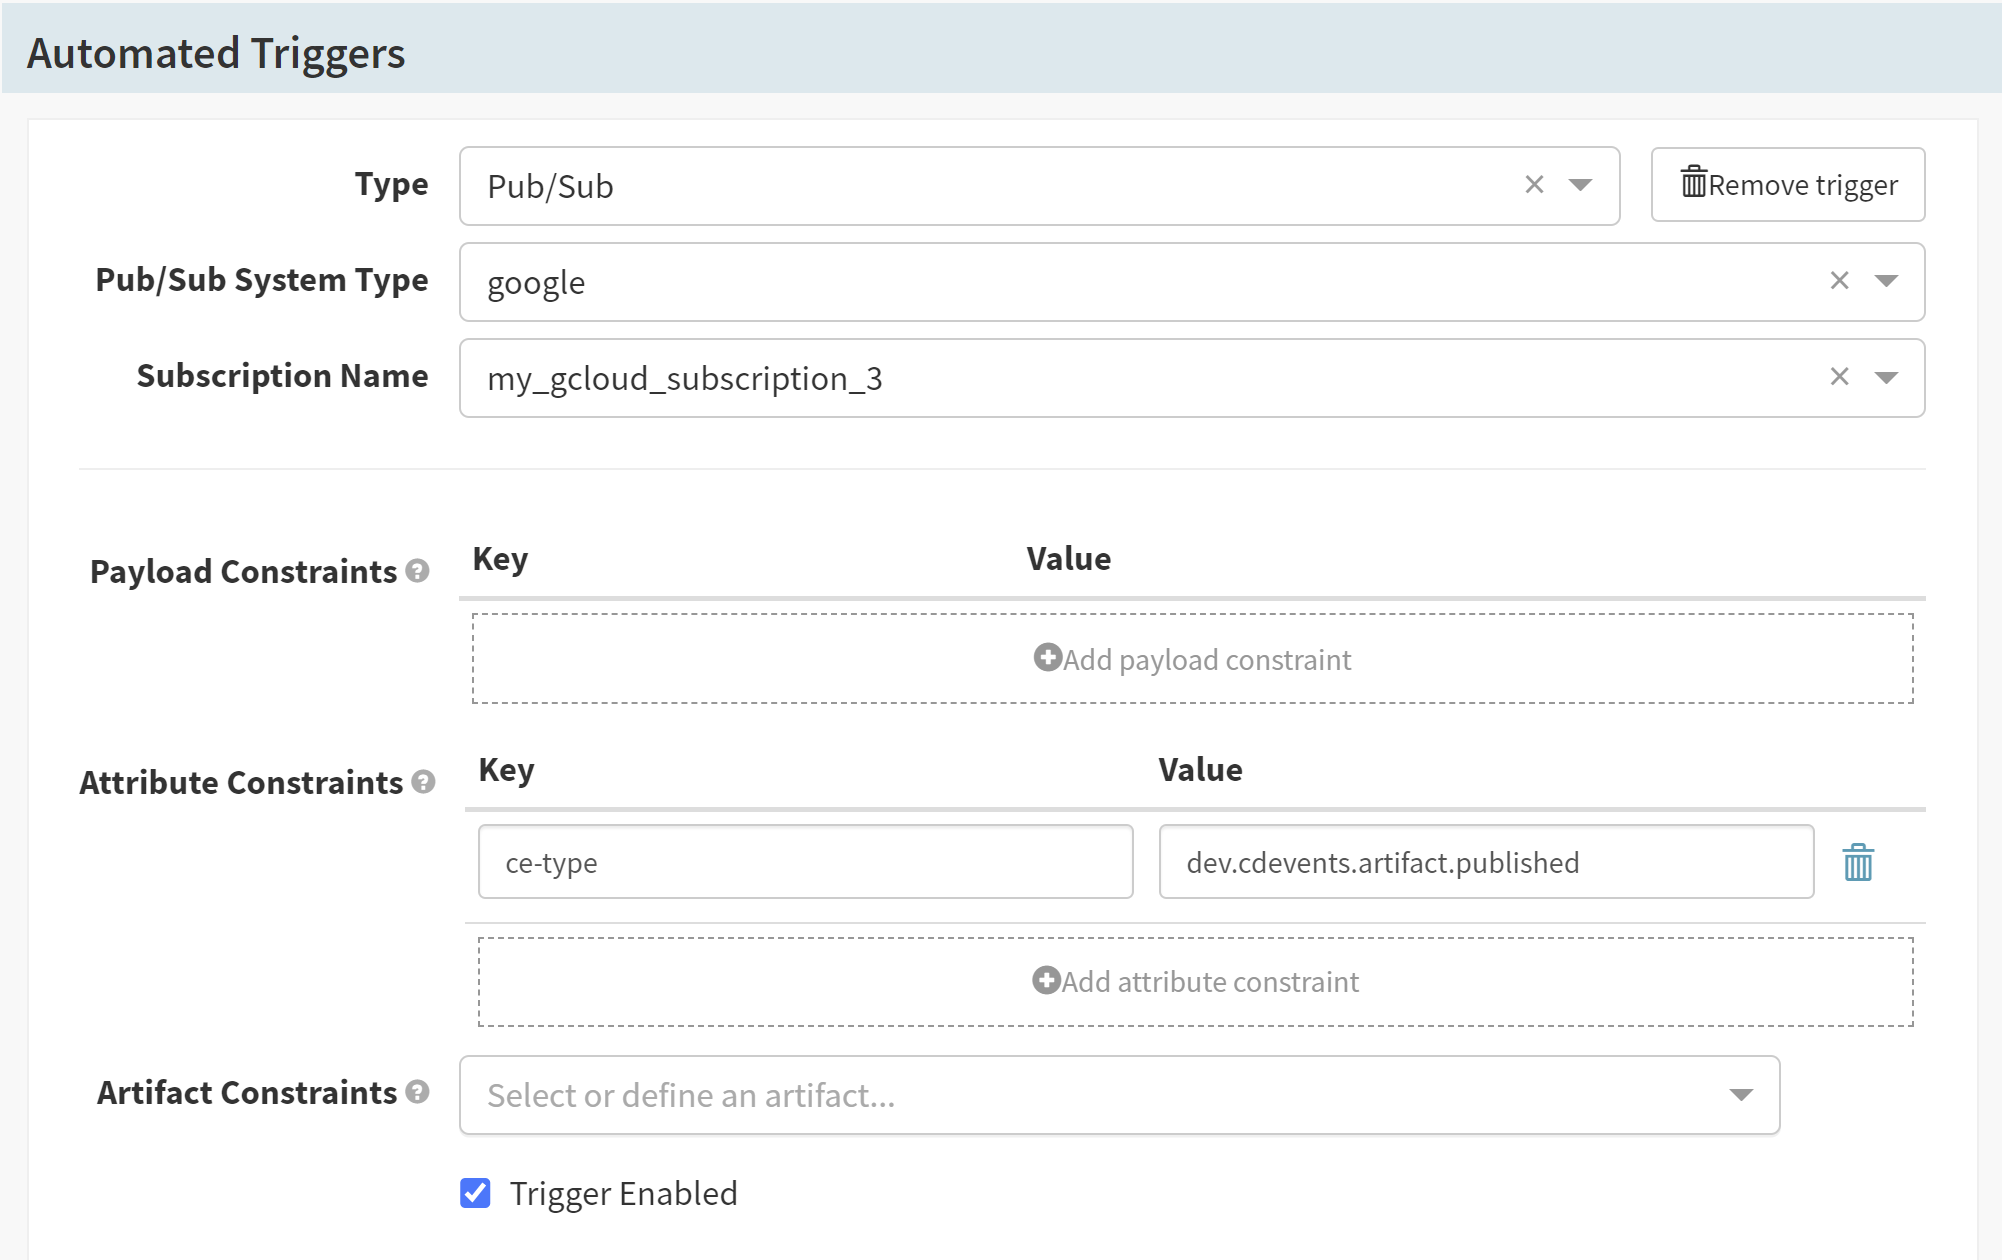 Automated Triggers
Type Pub/Sub Remove trigger
Pub/Sub System Type google
Subscription Name my_gcloud_subscription_3
Payload Constraints Key Value
Add payload constraint
Attribute Constraints Key Value
ce-type dev.cdevents.artifact.published
Add attribute constraint
Artifact Constraints Select or define an artifact...
Trigger Enabled